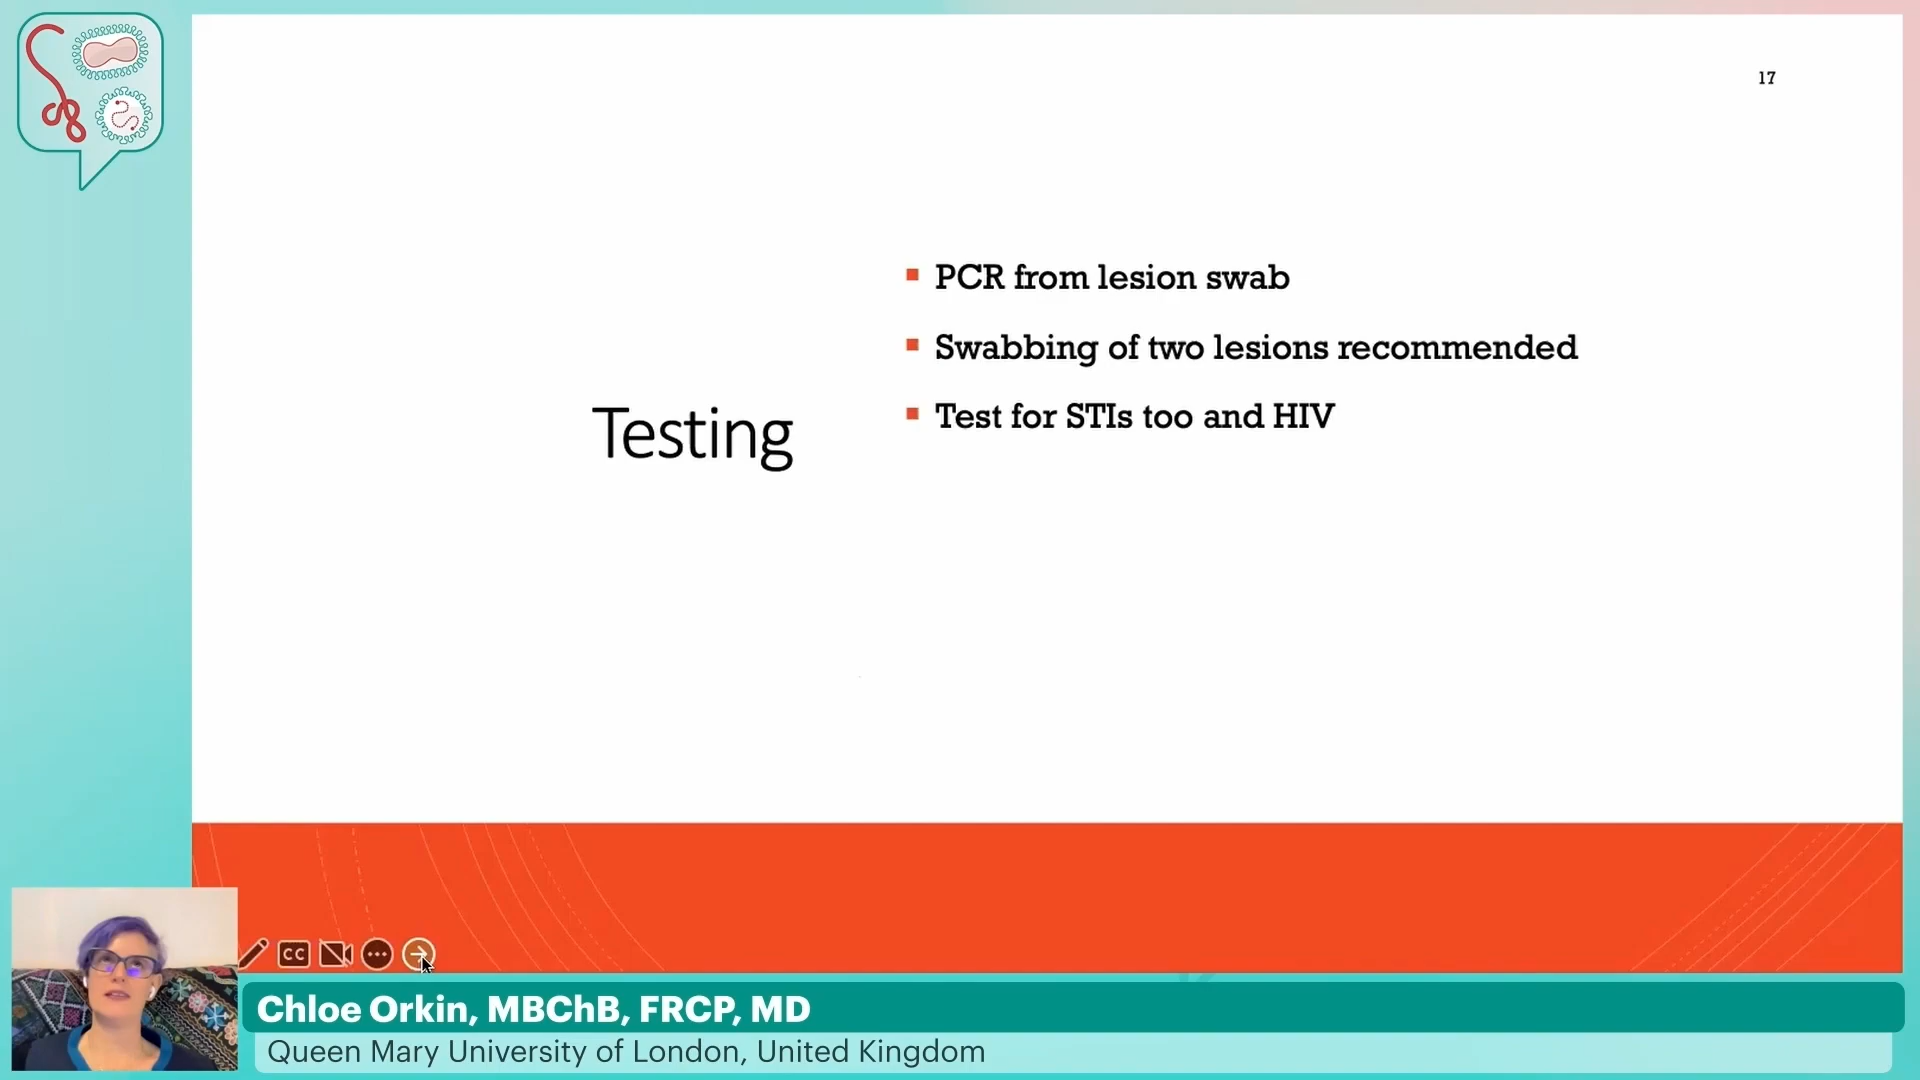 17
Testing
PCR from lesion swab
Swabbing of two lesions recommended
Test for STIs too and HIV
CC
Chloe Orkin, MBChB, FRCP, MD
Queen Mary University of London, United Kingdom